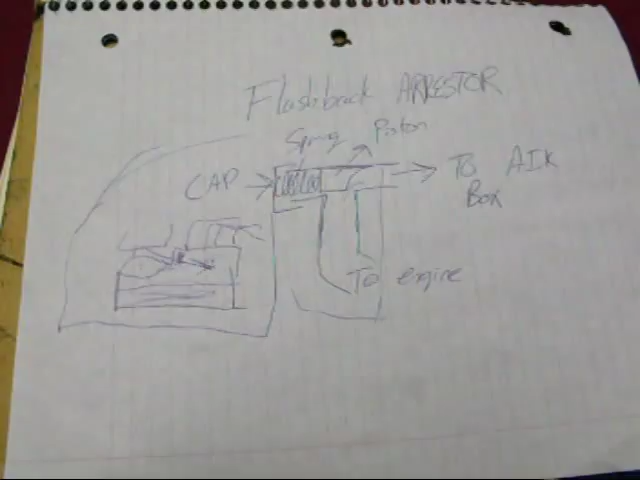 Flashback ARRESTOR
Spring
Piston
CAP
TO AIR
Box
To engine